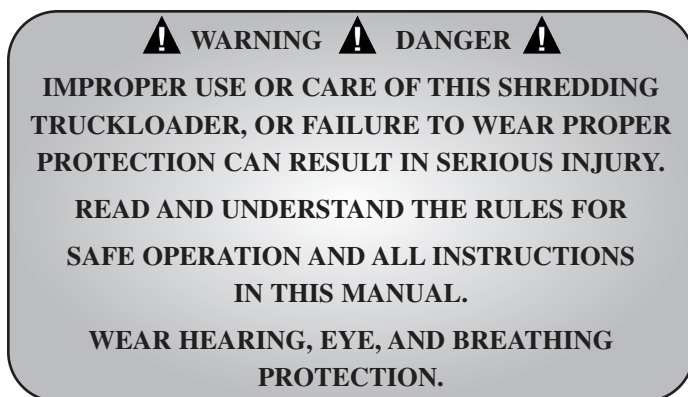 WARNING DANGER
IMPROPER USE OR CARE OF THIS SHREDDING
TRUCKLOADER, OR FAILURE TO WEAR PROPER
PROTECTION CAN RESULT IN SERIOUS INJURY.
READ AND UNDERSTAND THE RULES FOR
SAFE OPERATION AND ALL INSTRUCTIONS
IN THIS MANUAL.
WEAR HEARING, EYE, AND BREATHING
PROTECTION.